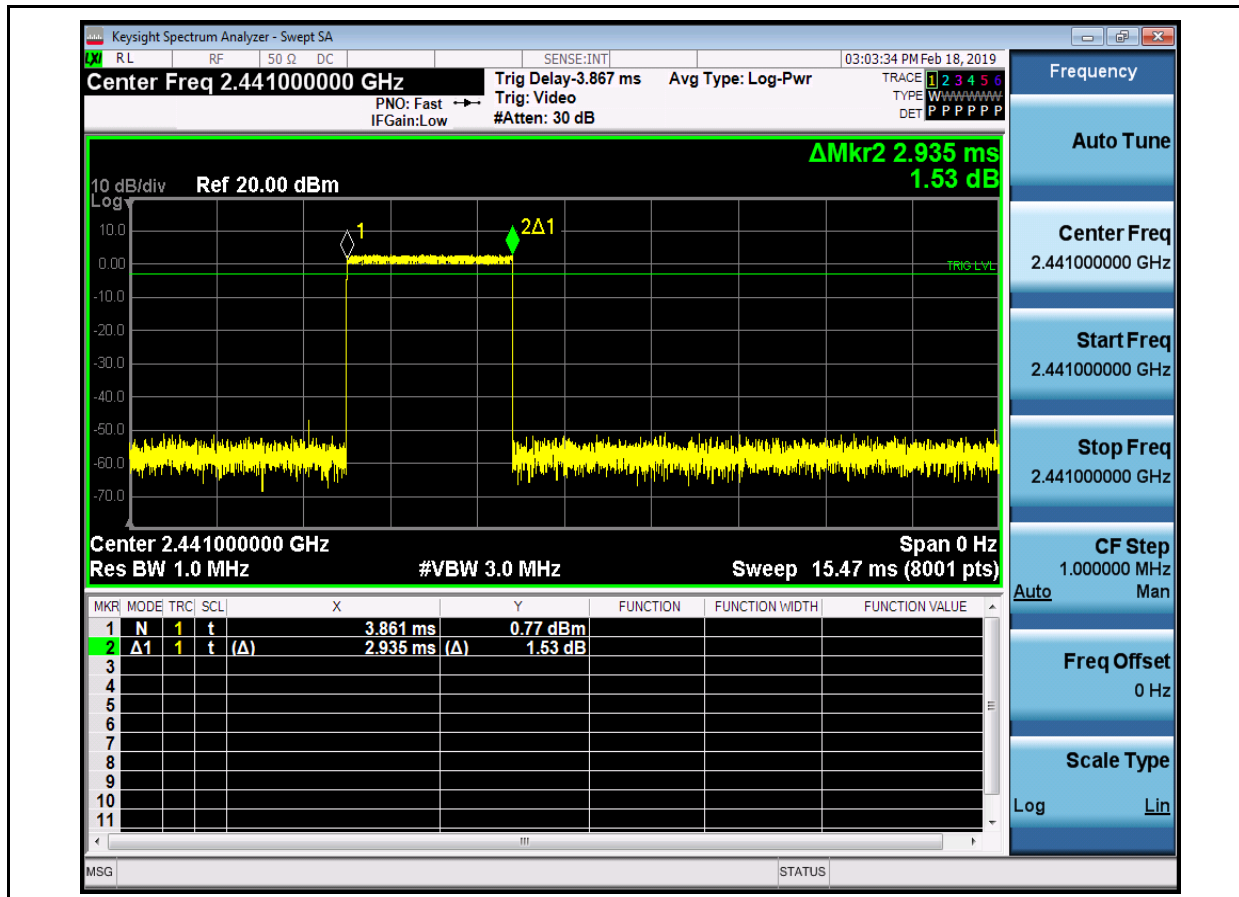 Keysight Spectrum Analyzer - Swept SA
LXI RL RF 50 Ω DC SENSE:INT 03:03:34 PM Feb 18, 2019
Center Freq 2.441000000 GHz
PNO: Fast
IFGain:Low
Trig Delay-3.867 ms
Trig: Video
#Atten: 30 dB
Avg Type: Log-Pwr
TRACE 1 2 3 4 5 6
TYPE WWWWWW
DET P P P P P P
ΔMkr2 2.935 ms
1.53 dB
10 dB/div Ref 20.00 dBm
Log
10.0
0.00
-10.0
-20.0
-30.0
-40.0
-50.0
-60.0
-70.0
1
2Δ1
TRIG LVL
Center 2.441000000 GHz Span 0 Hz
Res BW 1.0 MHz #VBW 3.0 MHz Sweep 15.47 ms (8001 pts)
MKR MODE TRC SCL X Y FUNCTION FUNCTION WIDTH FUNCTION VALUE
1 N 1 t 3.861 ms 0.77 dBm
2 Δ1 1 t (Δ) 2.935 ms (Δ) 1.53 dB
3
4
5
6
7
8
9
10
11
MSG STATUS
Frequency
Auto Tune
Center Freq
2.441000000 GHz
Start Freq
2.441000000 GHz
Stop Freq
2.441000000 GHz
CF Step
1.000000 MHz
Auto Man
Freq Offset
0 Hz
Scale Type
Log Lin